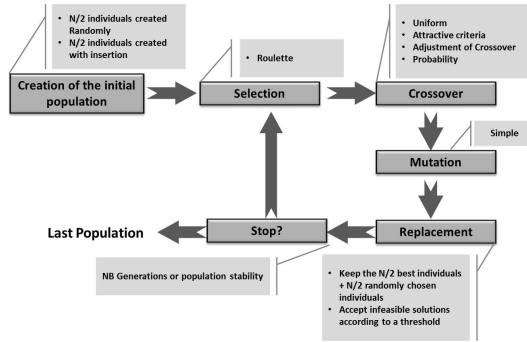 • N/2 individuals created
Randomly
• N/2 individuals created
with insertion
Creation of the initial
population
• Roulette
Selection
• Uniform
• Attractive criteria
• Adjustment of Crossover
• Probability
Crossover
Simple
Mutation
Replacement
• Keep the N/2 best individuals
+ N/2 randomly chosen
individuals
• Accept infeasible solutions
according to a threshold
Stop?
NB Generations or population stability
Last Population